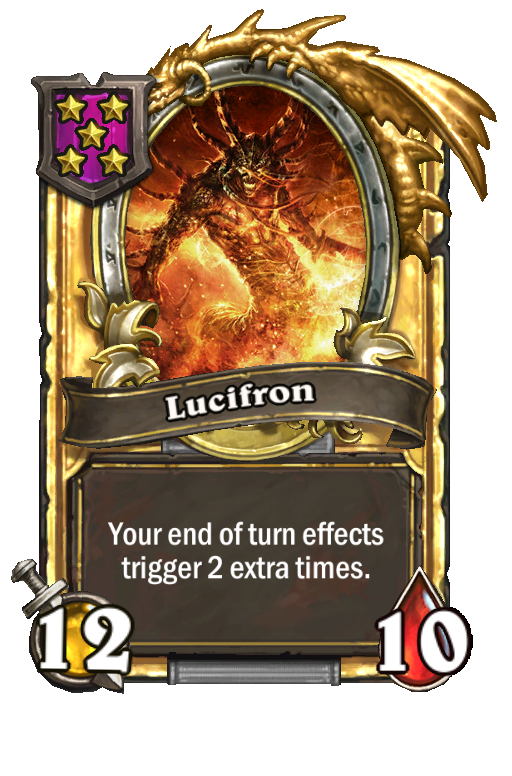 Lucifron
Your end of turn effects
trigger 2 extra times.
12
10